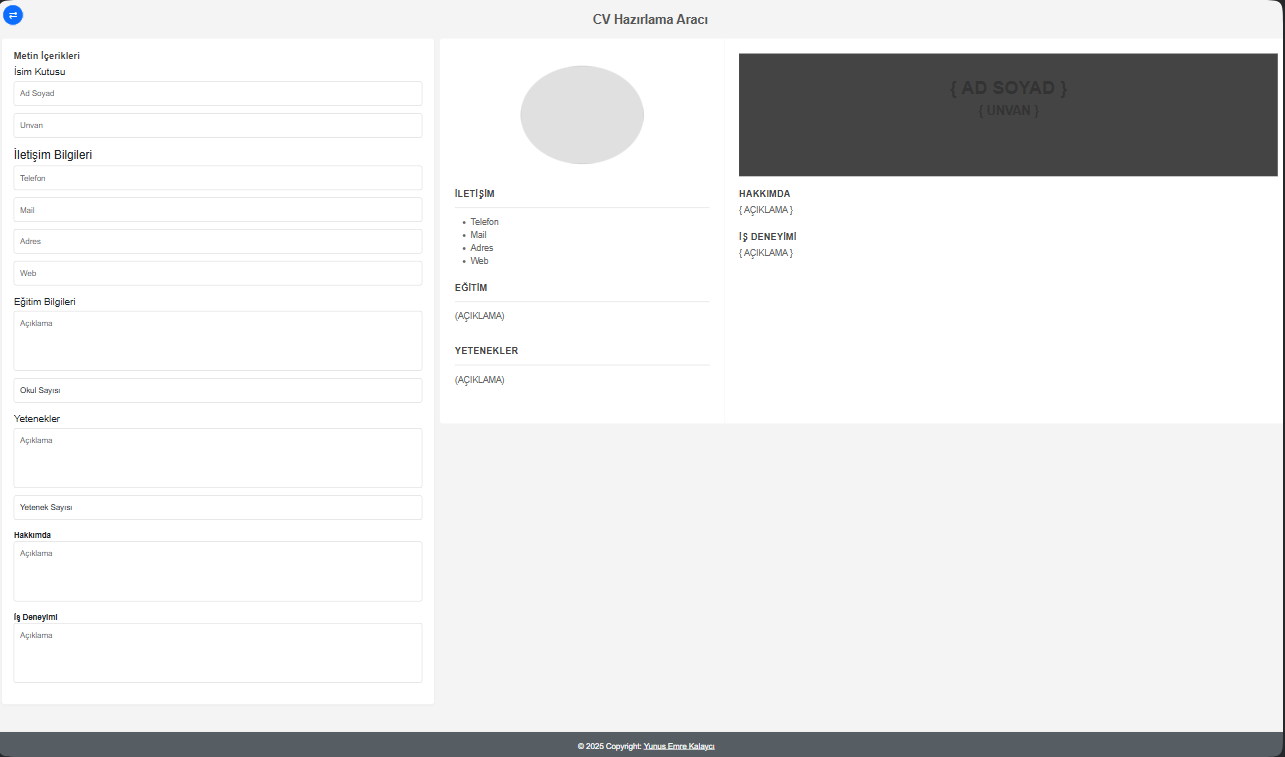 CV Hazırlama Aracı
Metin İçerikleri
İsim Kutusu
Ad Soyad
Unvan
İletişim Bilgileri
Telefon
Mail
Adres
Web
Eğitim Bilgileri
Açıklama
Okul Sayısı
Yetenekler
Açıklama
Yetenek Sayısı
Hakkımda
Açıklama
İş Deneyimi
Açıklama
İLETİŞİM
• Telefon
• Mail
• Adres
• Web
EĞİTİM
(AÇIKLAMA)
YETENEKLER
(AÇIKLAMA)
{ AD SOYAD }
{ UNVAN }
HAKKIMDA
{ AÇIKLAMA }
İŞ DENEYİMİ
{ AÇIKLAMA }
© 2025 Copyright: Yunus Emre Kalaycı